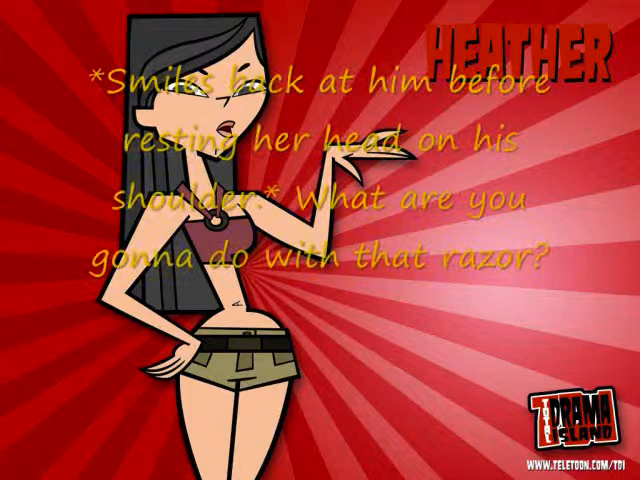 HEATHER
*Smiles back at him before
resting her head on his
shoulder.* What are you
gonna do with that razor?
TOTAL
DRAMA
ISLAND
WWW.TELETOON.COM/TDI